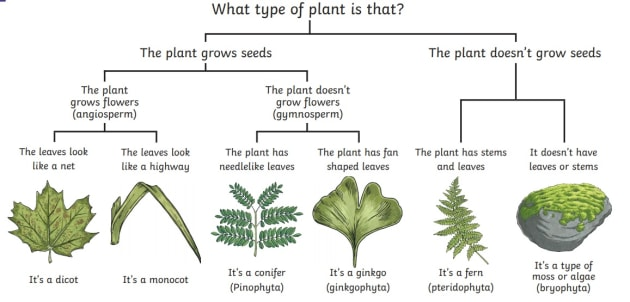 What type of plant is that?
The plant grows seeds
The plant doesn't grow seeds
The plant
grows flowers
(angiosperm)
The plant doesn't
grow flowers
(gymnosperm)
The leaves look
like a net
The leaves look
like a highway
The plant has
needlelike leaves
The plant has fan
shaped leaves
The plant has stems
and leaves
It doesn't have
leaves or stems
It's a dicot
It's a monocot
It's a conifer
(Pinophyta)
It's a ginkgo
(ginkgophyta)
It's a fern
(pteridophyta)
It's a type of
moss or algae
(bryophyta)